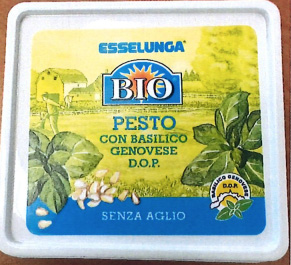 ESSELUNGA®
BIO
PESTO
CON BASILICO
GENOVESE
D.O.P.
BASILICO GENOVESE
D.O.P.
SENZA AGLIO